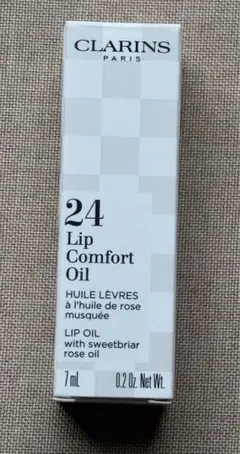 CLARINS
PARIS
24
Lip
Comfort
Oil
HUILE LÈVRES
à l'huile de rose
musquée
LIP OIL
with sweetbriar
rose oil
7 mL 0.2 Oz. Net Wt.